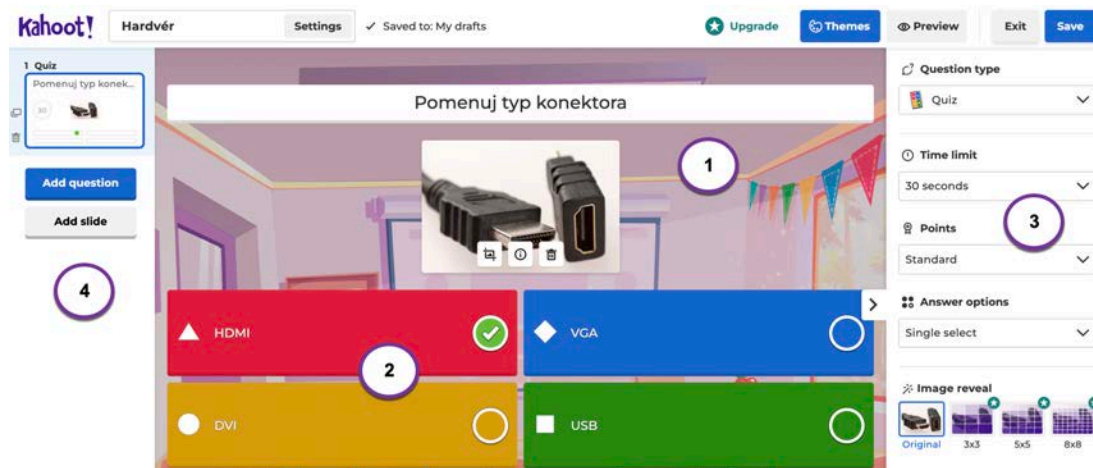 Kahoot!
Hardvér
Settings
Saved to: My drafts
Upgrade
Themes
Preview
Exit
Save
1 Quiz
Pomenuj typ konek...
30
Add question
Add slide
4
Pomenuj typ konektora
1
HDMI
VGA
2
DVI
USB
Question type
Quiz
Time limit
30 seconds
3
Points
Standard
Answer options
Single select
Image reveal
Original
3x3
5x5
8x8